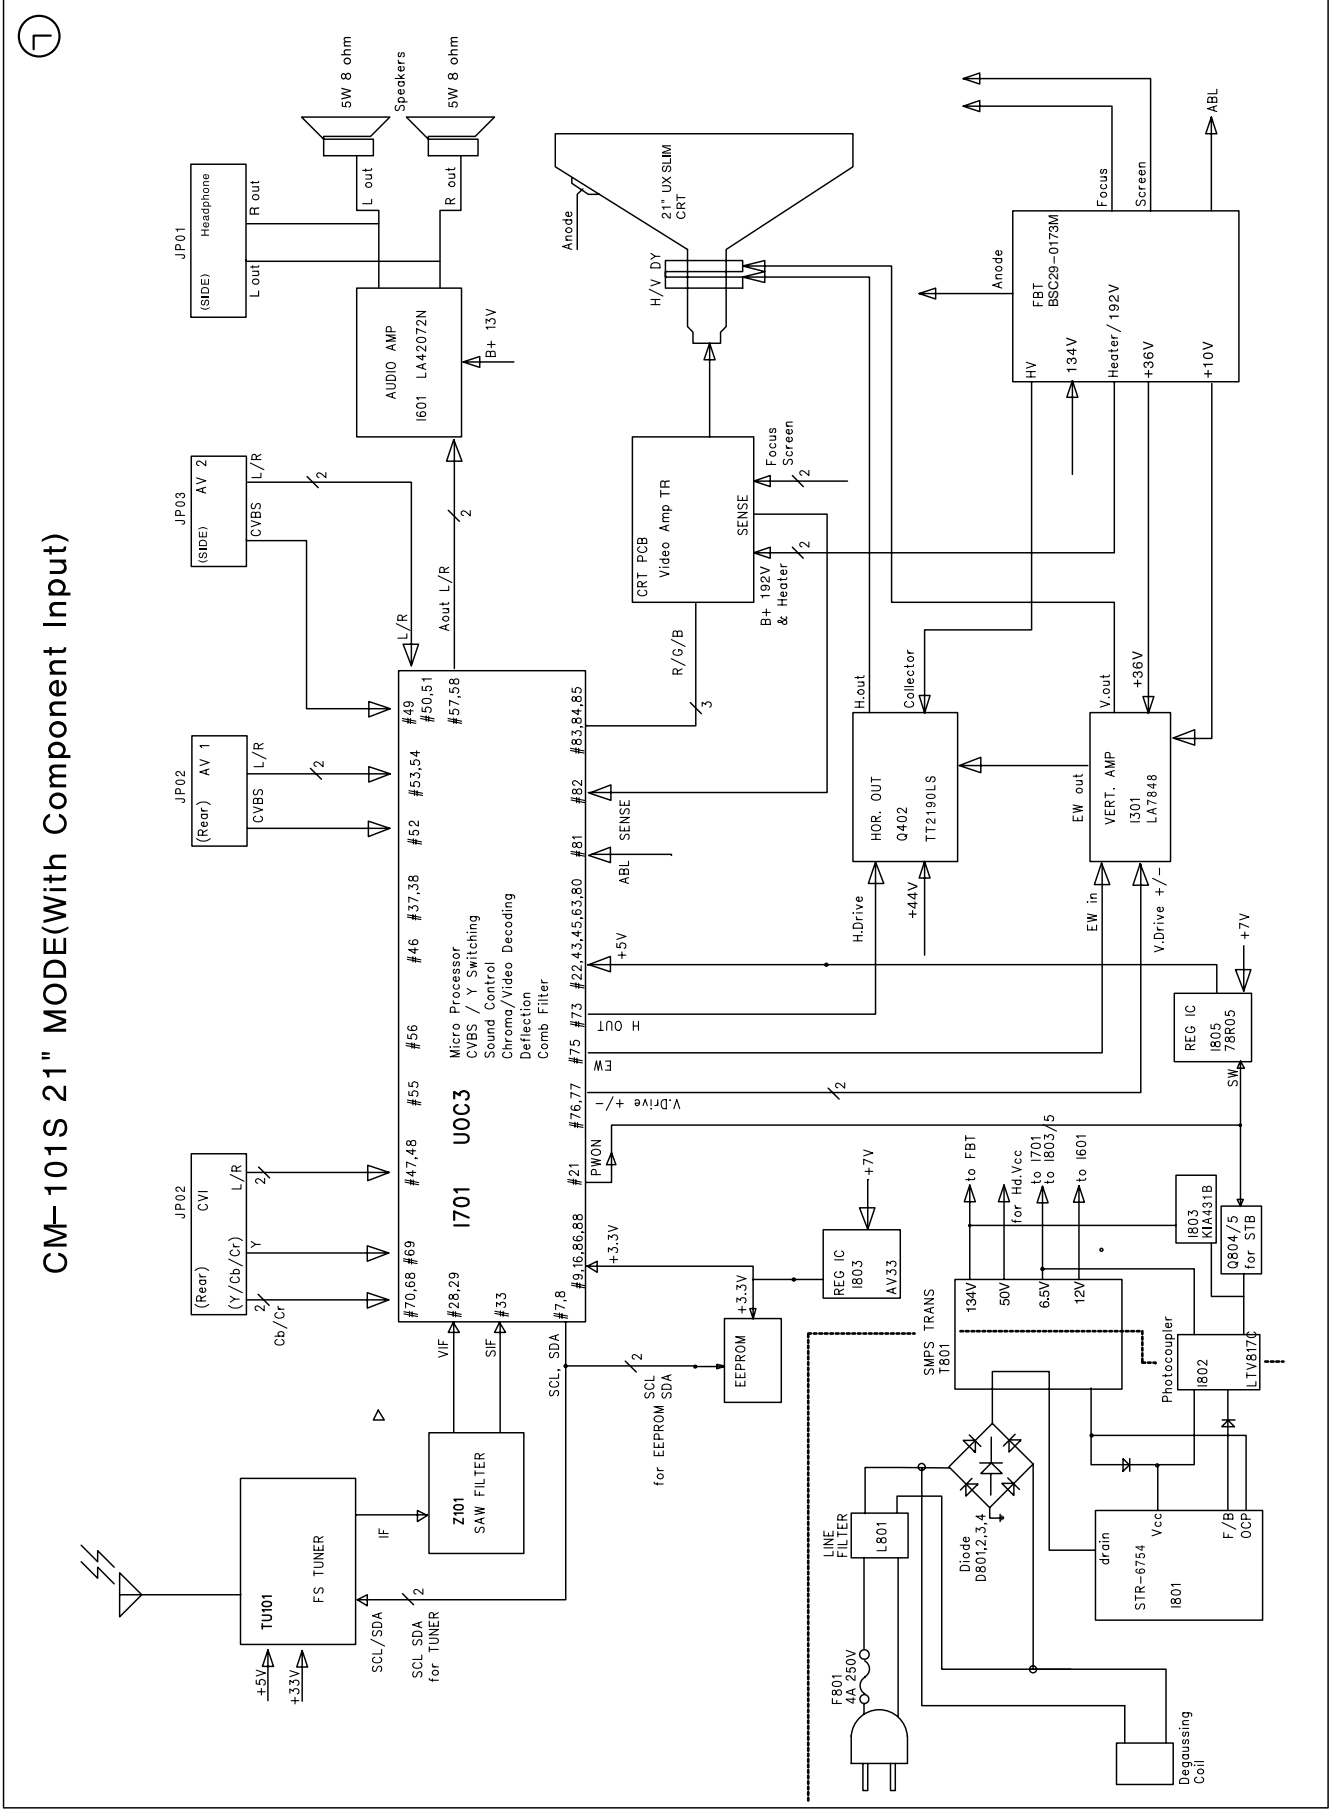 L
CM-101S 21" MODE(With Component Input)
TU101
FS TUNER
+5V
+33V
SCL/SDA
SCL SDA
for TUNER
2
IF
Z101
SAW FILTER
VIF
SIF
JP02
(Rear)
CVI
(Y/Cb/Cr)
L/R
2
Y
2
Cb/Cr
JP02
(Rear)
AV 1
CVBS
L/R
2
JP03
(SIDE)
AV 2
CVBS
L/R
2
L/R
JP01
(SIDE)
Headphone
L out
R out
L out
R out
5W 8 ohm
Speakers
5W 8 ohm
AUDIO AMP
I601 LA42072N
B+ 13V
Aout L/R
2
#70,68
#69
#47,48
#55
#56
#46
#37,38
#52
#53,54
#49
#50,51
#57,58
#28,29
#33
I701
UOC3
Micro Processor
CVBS / Y Switching
Sound Control
Chroma/Video Decoding
Deflection
Comb Filter
#7,8
#9,16,86,88
#21
#76,77
#75
#73
#22,43,45,63,80
#81
#82
#83,84,85
SCL, SDA
+3.3V
PWON
V.Drive +/-
EW
H OUT
+5V
ABL
SENSE
R/G/B
3
2
SCL
SDA
for EEPROM
EEPROM
+3.3V
REG IC
I803
AV33
+7V
2
CRT PCB
Video Amp TR
SENSE
B+ 192V
& Heater
2
Focus
Screen
2
H/V DY
Anode
21" UX SLIM
CRT
H.Drive
+44V
HOR. OUT
Q402
TT2190LS
H.out
Collector
EW in
V.Drive +/-
EW out
VERT. AMP
I301
LA7848
V.out
+36V
FBT
BSC29-0173M
Anode
Focus
Screen
ABL
HV
134V
Heater/192V
+36V
+10V
REG IC
I805
78R05
+7V
SW
SMPS TRANS
T801
134V
50V
6.5V
12V
to FBT
for Hd.Vcc
to I701
to I803/5
to I601
I803
KIA431B
Q804/5
for STB
Photocoupler
I802
LTV817C
LINE
FILTER
L801
F801
4A 250V
Diode
D801,2,3,4
drain
Vcc
F/B
OCP
STR-6754
I801
Degaussing
Coil